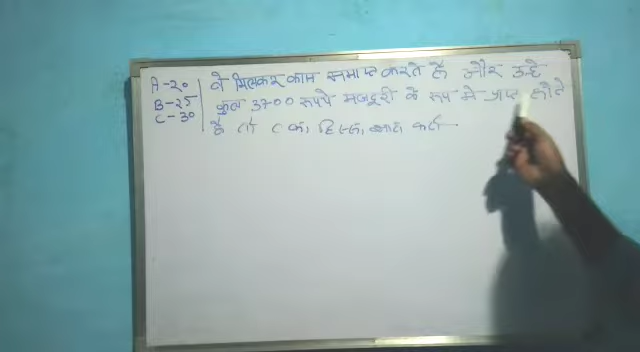 A-20
B-25
C-30
वे मिलकर काम समाप्त करते हैं और उन्हें
कुल 3700 रूपये मजदूरी के रूप में प्राप्त होते
है तो C का हिस्सा ज्ञात करो